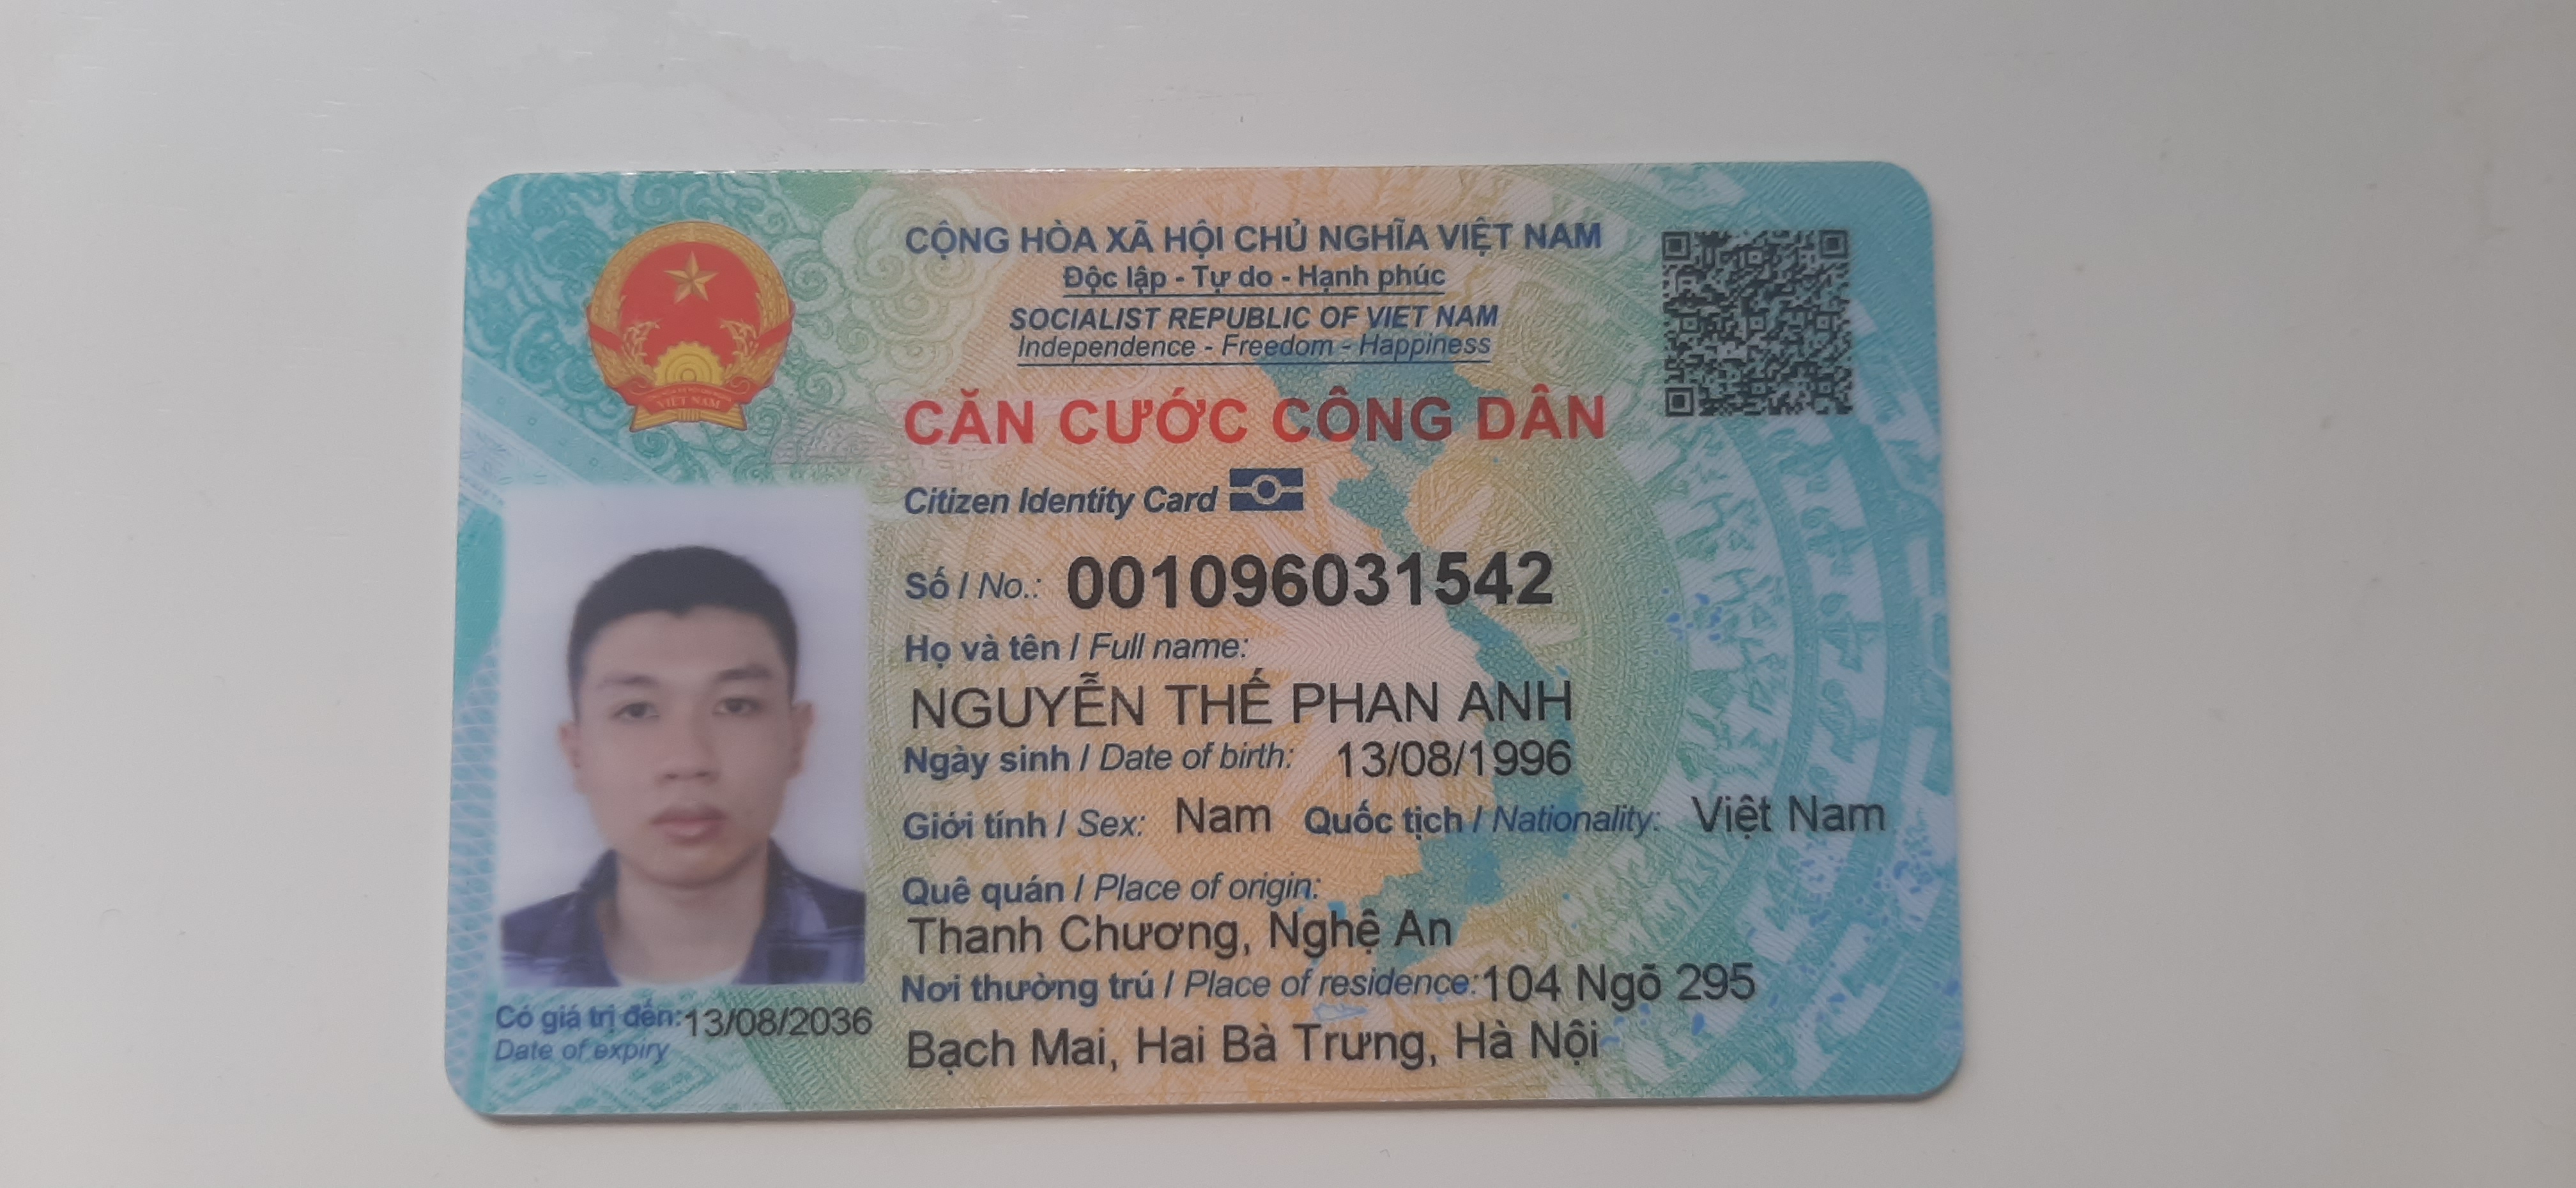 CỘNG HÒA XÃ HỘI CHỦ NGHĨA VIỆT NAM
Độc lập - Tự do - Hạnh phúc
SOCIALIST REPUBLIC OF VIET NAM
Independence - Freedom - Happiness
VIỆT NAM
CĂN CƯỚC CÔNG DÂN
Citizen Identity Card
Số / No.: 001096031542
Họ và tên / Full name:
NGUYỄN THẾ PHAN ANH
Ngày sinh / Date of birth: 13/08/1996
Giới tính / Sex: Nam Quốc tịch / Nationality: Việt Nam
Quê quán / Place of origin:
Thanh Chương, Nghệ An
Nơi thường trú / Place of residence: 104 Ngõ 295
Bạch Mai, Hai Bà Trưng, Hà Nội
Có giá trị đến: 13/08/2036
Date of expiry